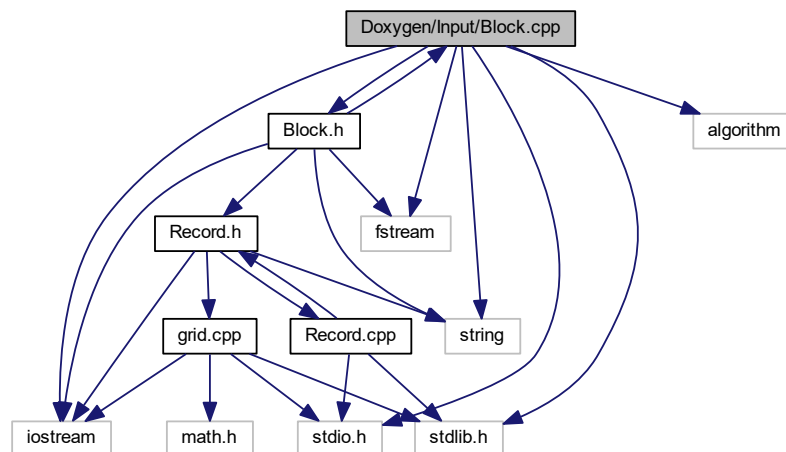 Doxygen/Input/Block.cpp
Block.h
algorithm
Record.h
fstream
grid.cpp
Record.cpp
string
iostream
math.h
stdio.h
stdlib.h